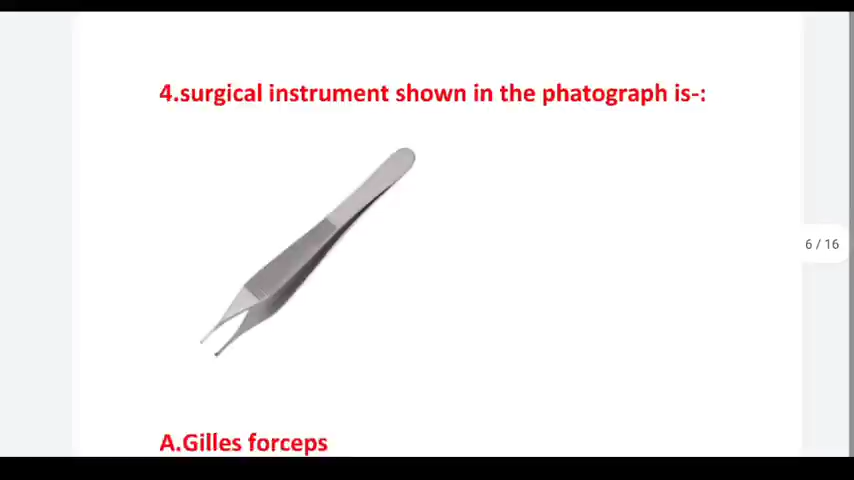 4.surgical instrument shown in the phatograph is-:
6 / 16
A.Gilles forceps